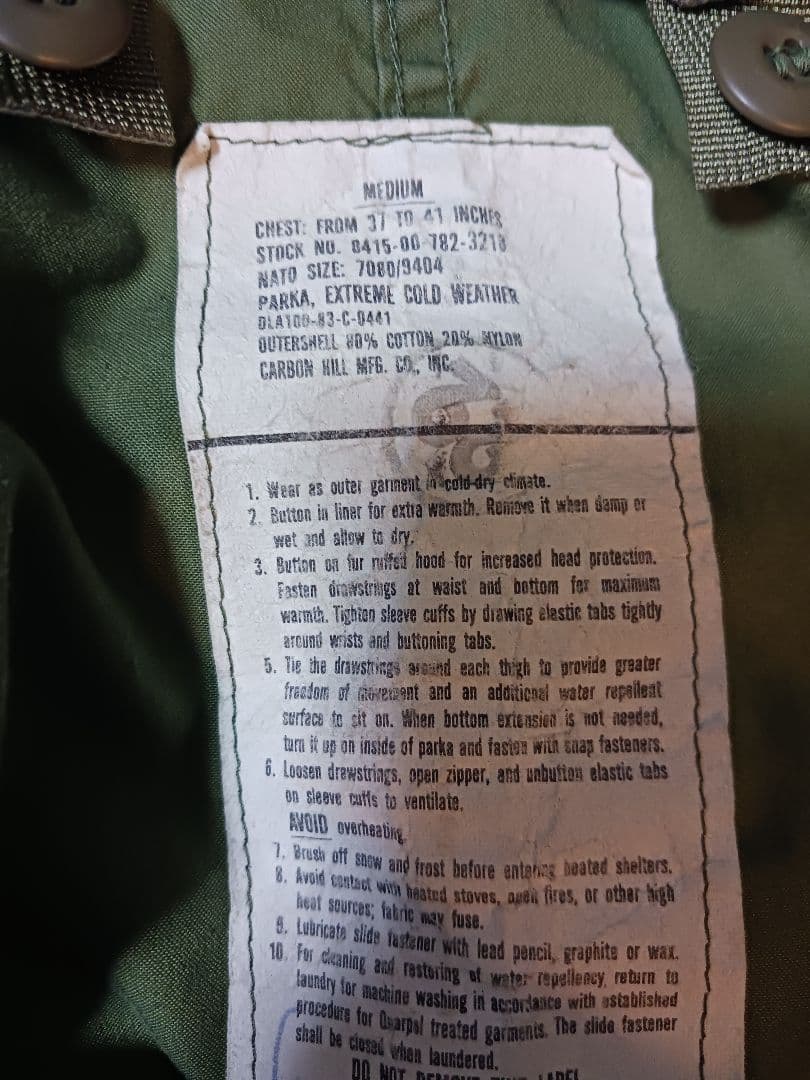 MEDIUM
CHEST: FROM 37 TO 41 INCHES
STOCK NO. 8415-00-782-3218
NATO SIZE: 7080/9404
PARKA, EXTREME COLD WEATHER
DLA100-83-C-0441
OUTERSHELL 80% COTTON 20% NYLON
CARBON HILL MFG. CO., INC.
1. Wear as outer garment in cold-dry climate.
2. Button in liner for extra warmth. Remove it when damp or
wet and allow to dry.
3. Button on fur ruffed hood for increased head protection.
Fasten drawstrings at waist and bottom for maximum
warmth. Tighten sleeve cuffs by drawing elastic tabs tightly
around wrists and buttoning tabs.
5. Tie the drawstrings around each thigh to provide greater
freedom of movement and an additional water repellent
surface to sit on. When bottom extension is not needed,
turn it up on inside of parka and fasten with snap fasteners.
6. Loosen drawstrings, open zipper, and unbutton elastic tabs
on sleeve cuffs to ventilate.
AVOID overheating.
7. Brush off snow and frost before entering heated shelters.
8. Avoid contact with heated stoves, open fires, or other high
heat sources; fabric may fuse.
9. Lubricate slide fastener with lead pencil, graphite or wax.
10. For cleaning and restoring of water repellency, return to
laundry for machine washing in accordance with established
procedure for Quarpel treated garments. The slide fastener
shall be closed when laundered.
DO NOT REMOVE THIS LABEL